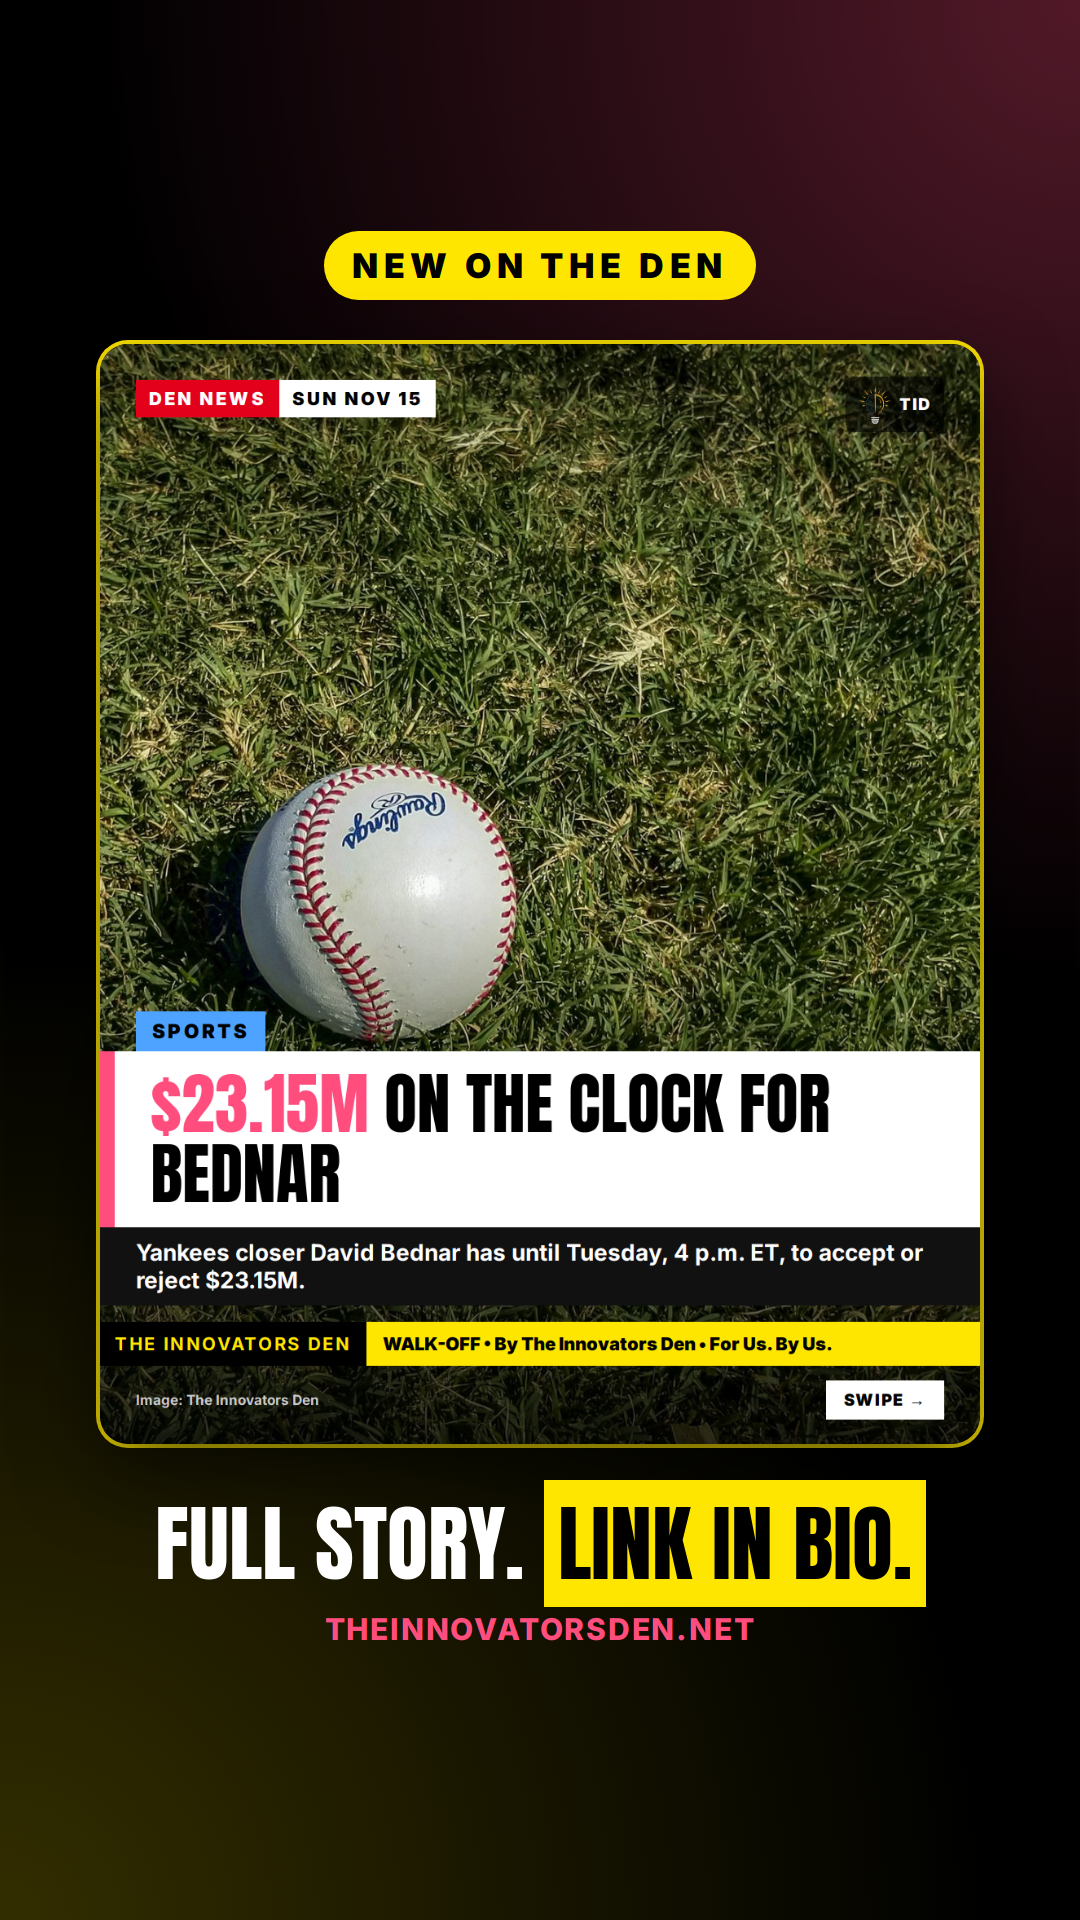 NEW ON THE DEN
DEN NEWS SUN NOV 15
TID
Rawlings
SPORTS
$23.15M ON THE CLOCK FOR
BEDNAR
Yankees closer David Bednar has until Tuesday, 4 p.m. ET, to accept or
reject $23.15M.
THE INNOVATORS DEN
WALK-OFF • By The Innovators Den • For Us. By Us.
Image: The Innovators Den
SWIPE →
FULL STORY. LINK IN BIO.
THEINNOVATORSDEN.NET